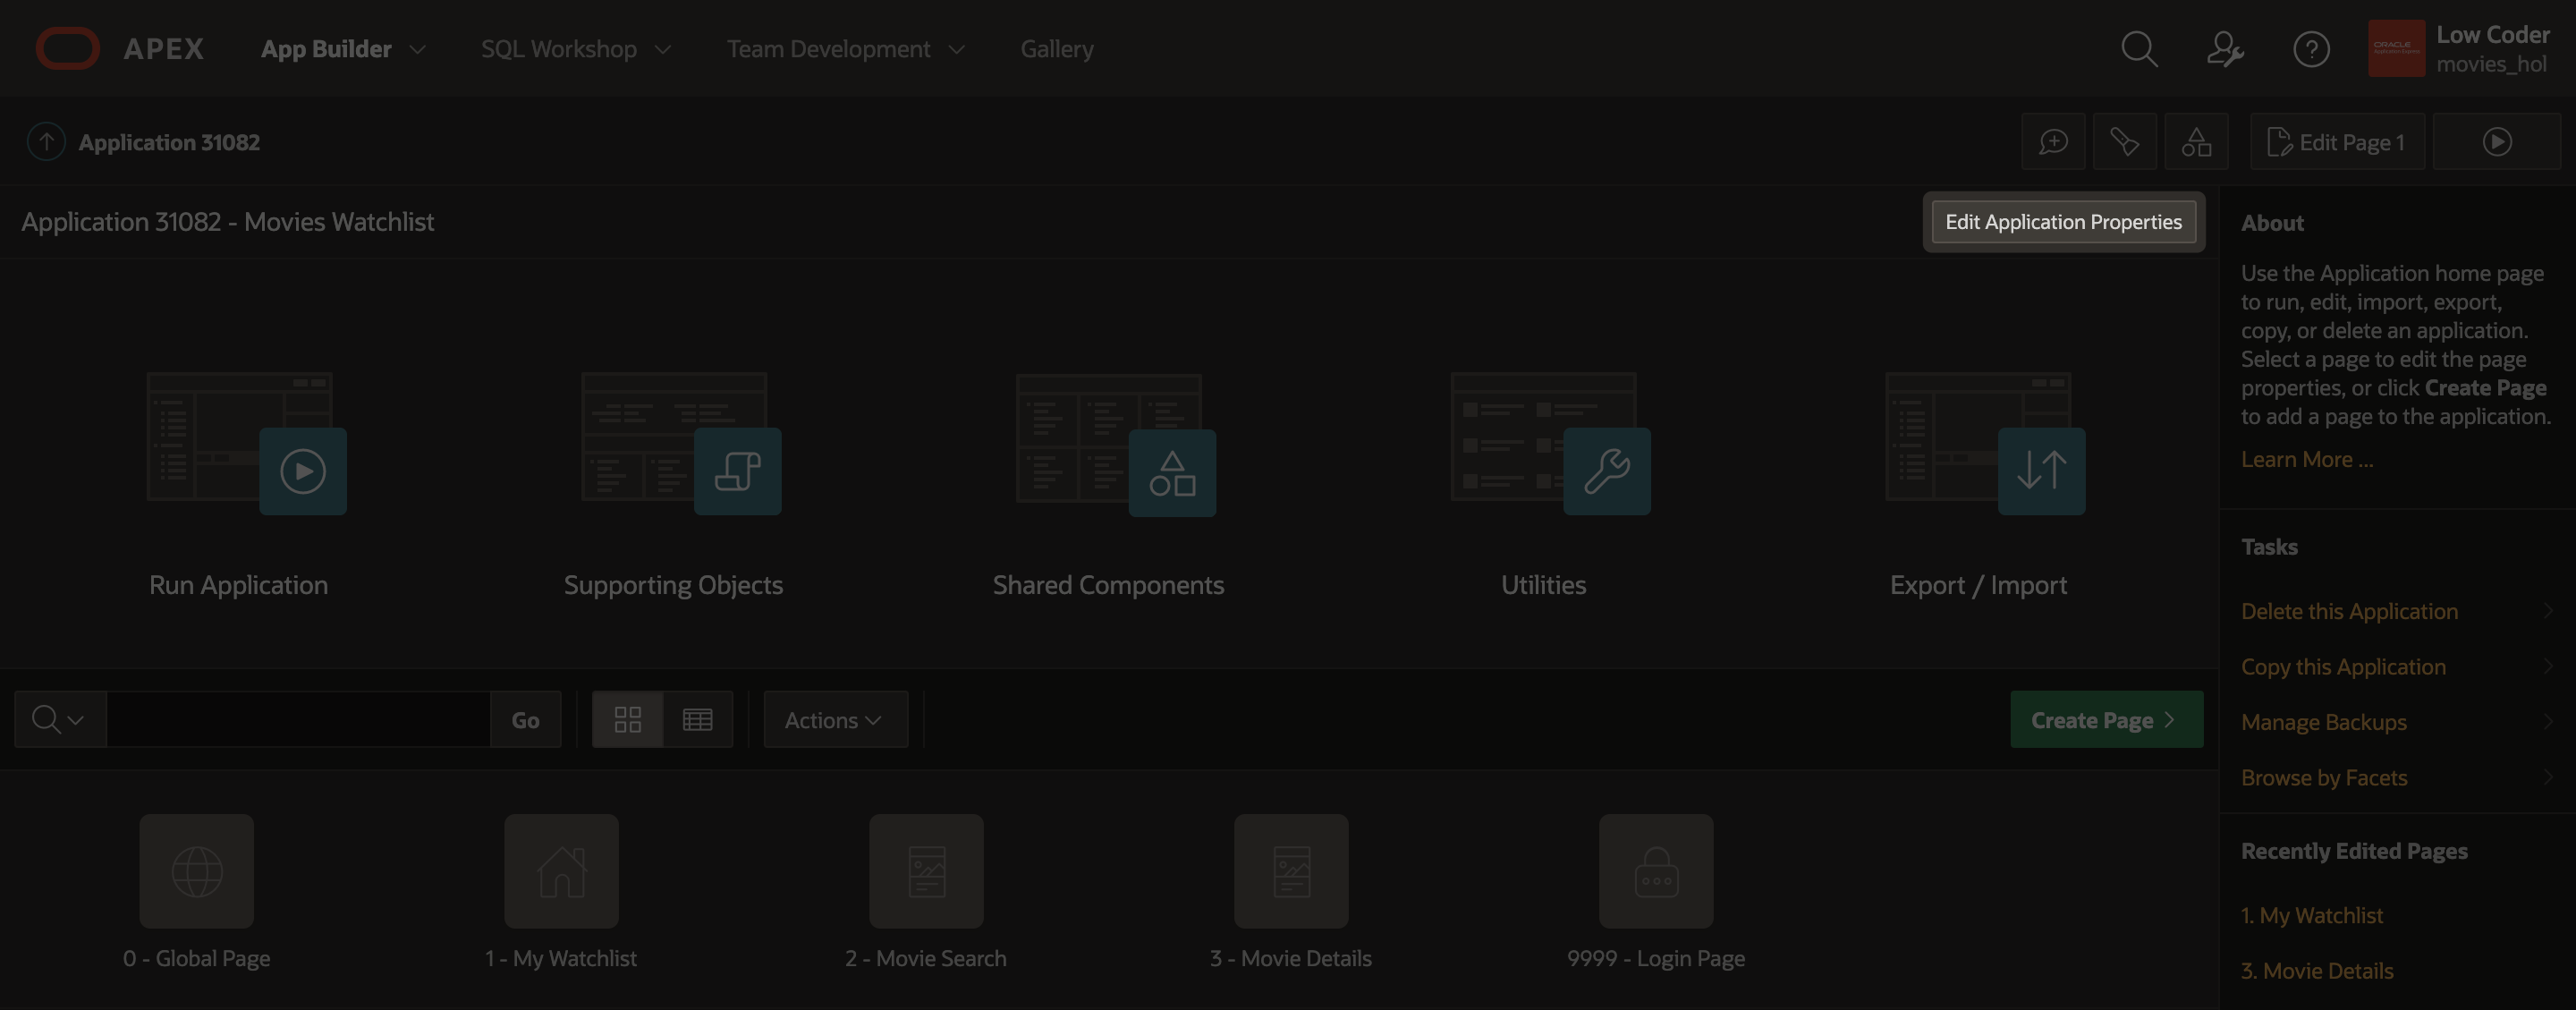 APEX
App Builder
SQL Workshop
Team Development
Gallery
ORACLE
Low Coder
movies_hol
Application 31082
Edit Page 1
Application 31082 - Movies Watchlist
Edit Application Properties
Run Application
Supporting Objects
Shared Components
Utilities
Export / Import
Go
Actions
Create Page
0 - Global Page
1 - My Watchlist
2 - Movie Search
3 - Movie Details
9999 - Login Page
About
Use the Application home page
to run, edit, import, export,
copy, or delete an application.
Select a page to edit the page
properties, or click Create Page
to add a page to the application.
Learn More ...
Tasks
Delete this Application
Copy this Application
Manage Backups
Browse by Facets
Recently Edited Pages
1. My Watchlist
3. Movie Details